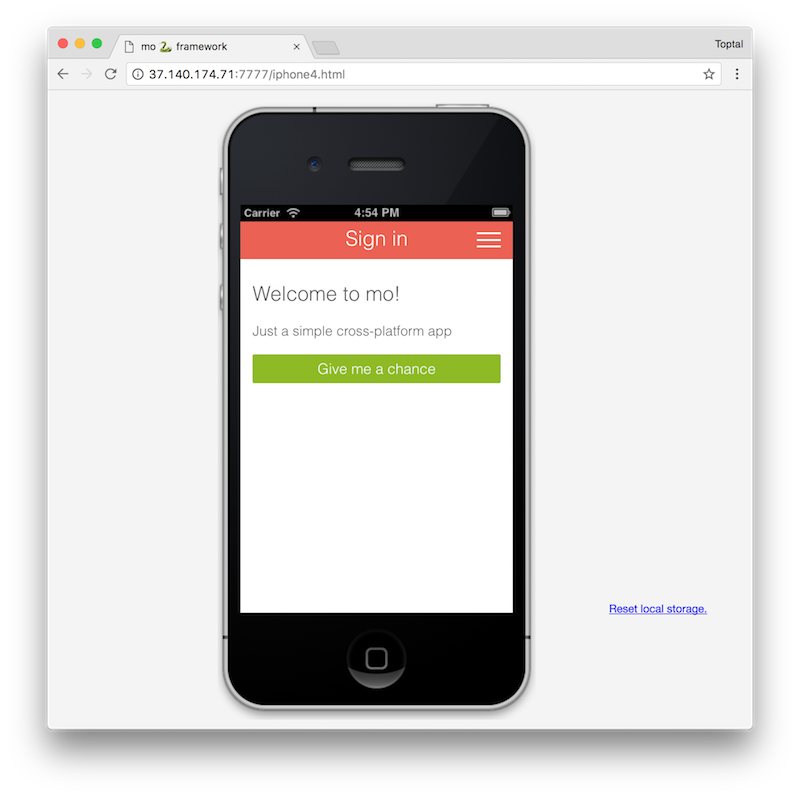 mo 🐍 framework
Toptal
37.140.174.71:7777/iphone4.html
Carrier 4:54 PM
Sign in
Welcome to mo!
Just a simple cross-platform app
Give me a chance
Reset local storage.